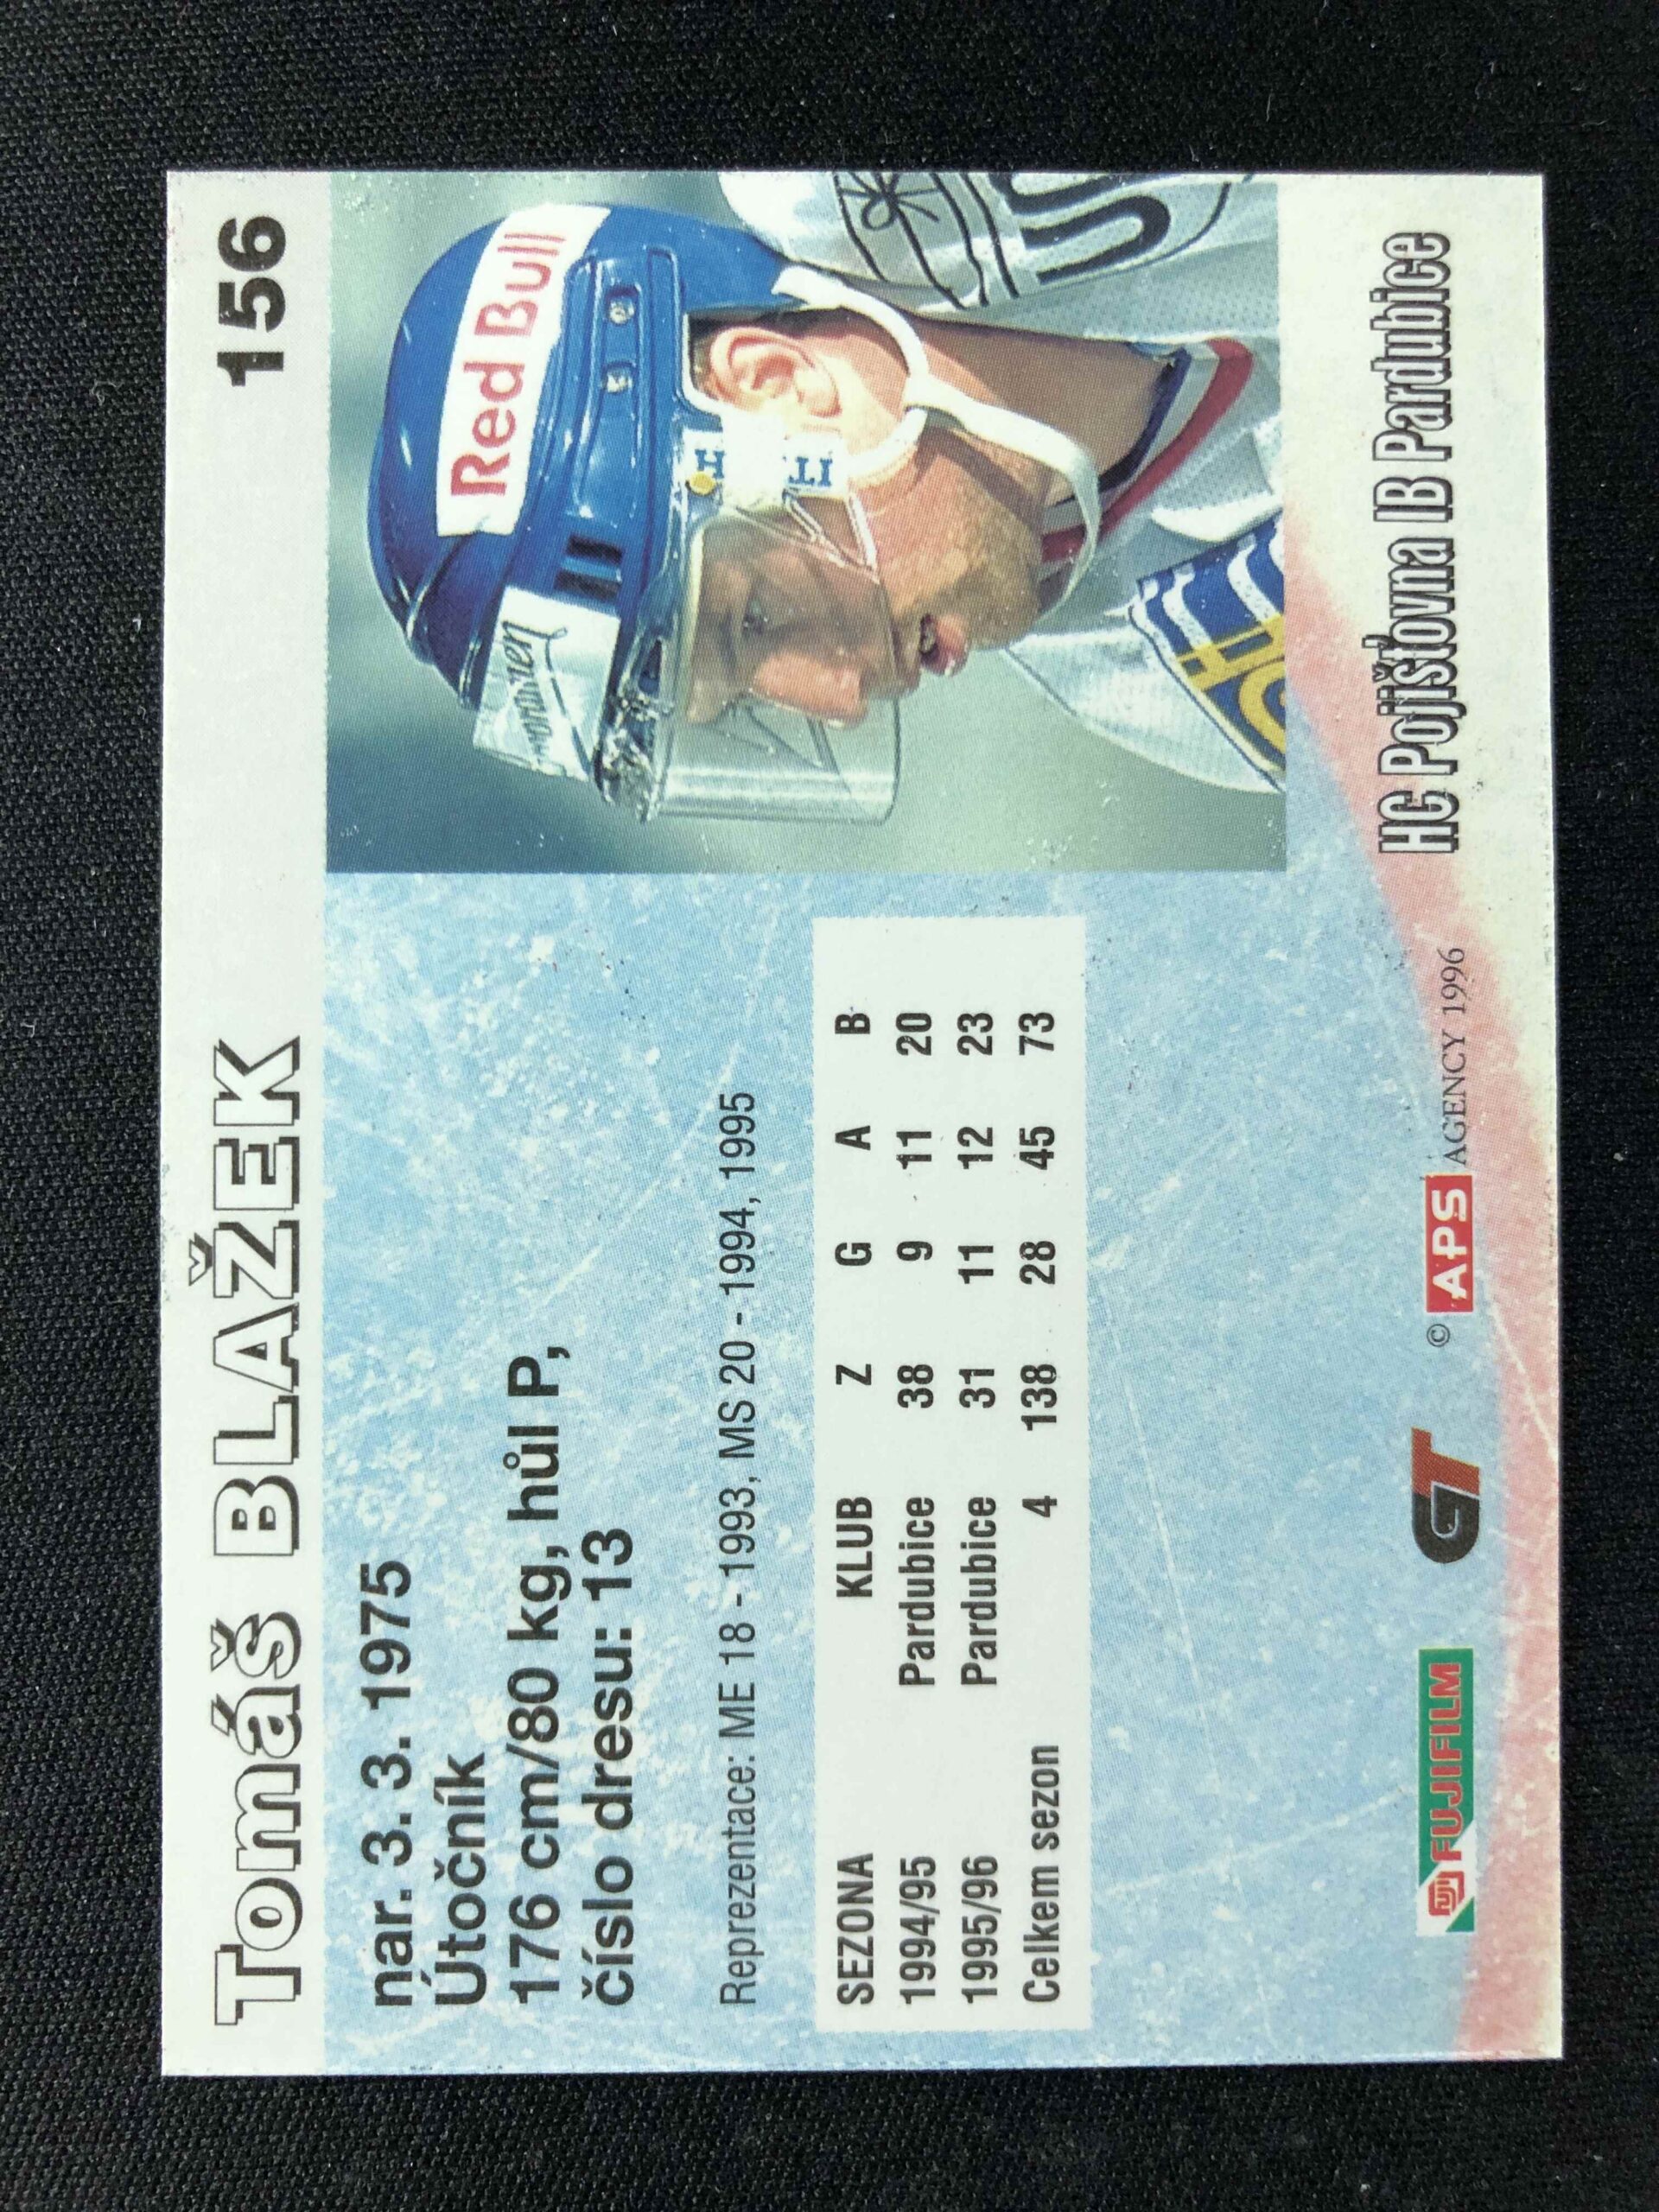 Tomáš BLAŽEK 156
nar. 3. 3. 1975
Útočník
176 cm/80 kg, hůl P,
číslo dresu: 13
Reprezentace: ME 18 - 1993, MS 20 - 1994, 1995
SEZONA KLUB Z G A B
1994/95 Pardubice 38 9 11 20
1995/96 Pardubice 31 11 12 23
Celkem sezon 4 138 28 45 73
Red Bull
FUJI FUJIFILM
GT
© APS AGENCY 1996
HC Pojišťovna IB Pardubice